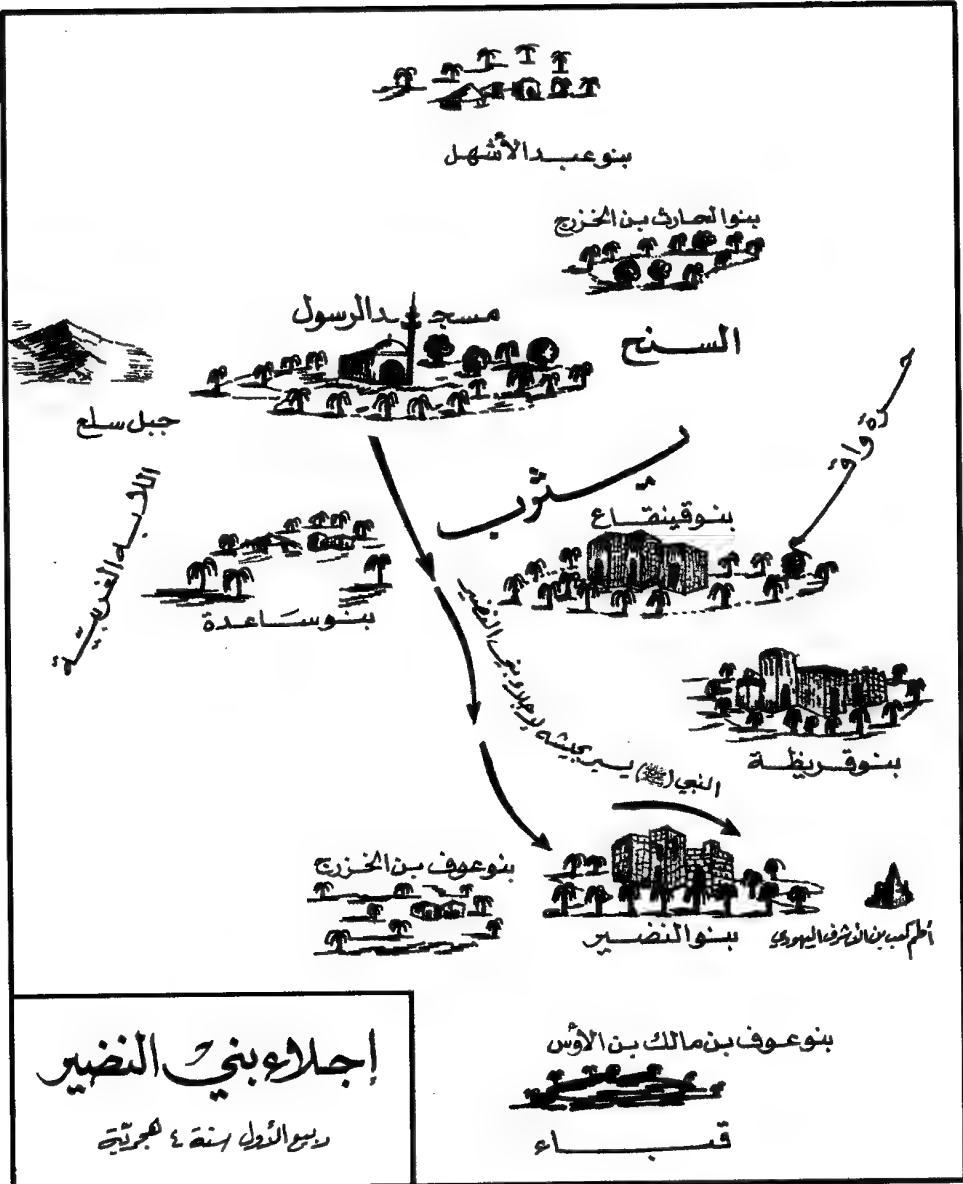 بنو عبد الأشهل
بنو الحارث بن الخزرج
مسجد الرسول
السنح
جبل سلع
حرة واقم
يثرب
بنو قينقاع
اللابة الغربيّة
بنو ساعدة
النبي (ﷺ) يسير بجيشه لإجلاء بني النضير
بنو قريظة
بنو عوف بن الخزرج
بنو النضير
أطم كعب بن الأشرف اليهودي
بنو عوف بن مالك بن الأوس
قباء
إجلاء بني النضير
ربيع الأول سنة ٤ هجريّة